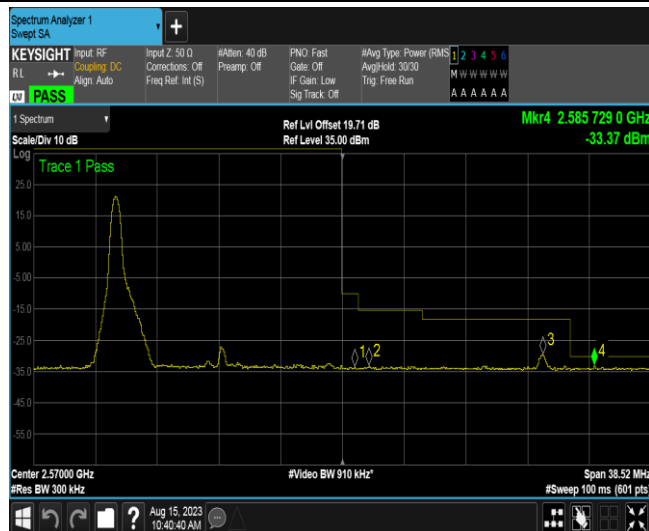 Spectrum Analyzer 1
Swept SA
+
KEYSIGHT
RL
LXI
PASS
Input: RF
Coupling: DC
Align: Auto
Input Z: 50 Ω
Corrections: Off
Freq Ref: Int (S)
#Atten: 40 dB
Preamp: Off
PNO: Fast
Gate: Off
IF Gain: Low
Sig Track: Off
#Avg Type: Power (RMS
Avg|Hold: 30/30
Trig: Free Run
1 2 3 4 5 6
M W W W W W
A A A A A A
1 Spectrum
Scale/Div 10 dB
Ref Lvl Offset 19.71 dB
Ref Level 35.00 dBm
Mkr4 2.585 729 0 GHz
-33.37 dBm
Log
Trace 1 Pass
25.0
15.0
5.00
-5.00
-15.0
-25.0
-35.0
-45.0
-55.0
1
2
3
4
Center 2.57000 GHz
#Res BW 300 kHz
#Video BW 910 kHz*
Span 38.52 MHz
#Sweep 100 ms (601 pts)
?
Aug 15, 2023
10:40:40 AM